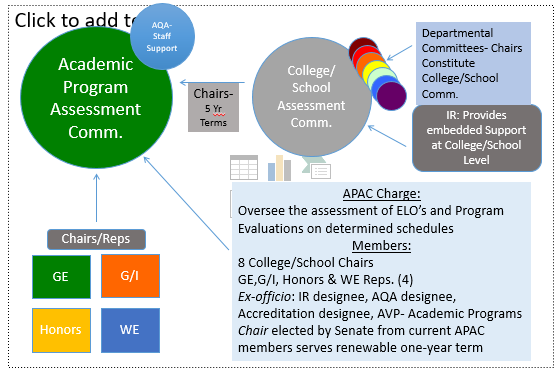 Click to add te
AQA-
Staff
Support
Academic
Program
Assessment
Comm.
Chairs-
5 Yr
Terms
College/
School
Assessment
Comm.
Departmental
Committees- Chairs
Constitute
College/School
Comm.
IR: Provides
embedded Support
at College/School
Level
Chairs/Reps
GE
G/I
Honors
WE
APAC Charge:
Oversee the assessment of ELO's and Program
Evaluations on determined schedules
Members:
8 College/School Chairs
GE,G/I, Honors & WE Reps. (4)
Ex-officio: IR designee, AQA designee,
Accreditation designee, AVP- Academic Programs
Chair elected by Senate from current APAC
members serves renewable one-year term